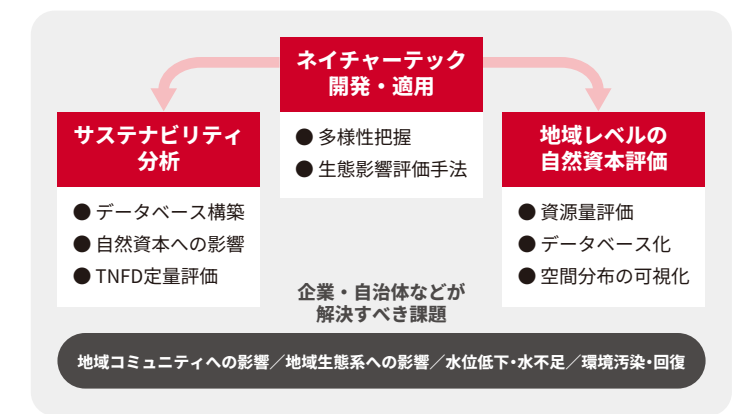 ネイチャーテック
開発・適用
● 多様性把握
● 生態影響評価手法
サステナビリティ
分析
● データベース構築
● 自然資本への影響
● TNFD定量評価
地域レベルの
自然資本評価
● 資源量評価
● データベース化
● 空間分布の可視化
企業・自治体などが
解決すべき課題
地域コミュニティへの影響／地域生態系への影響／水位低下・水不足／環境汚染・回復